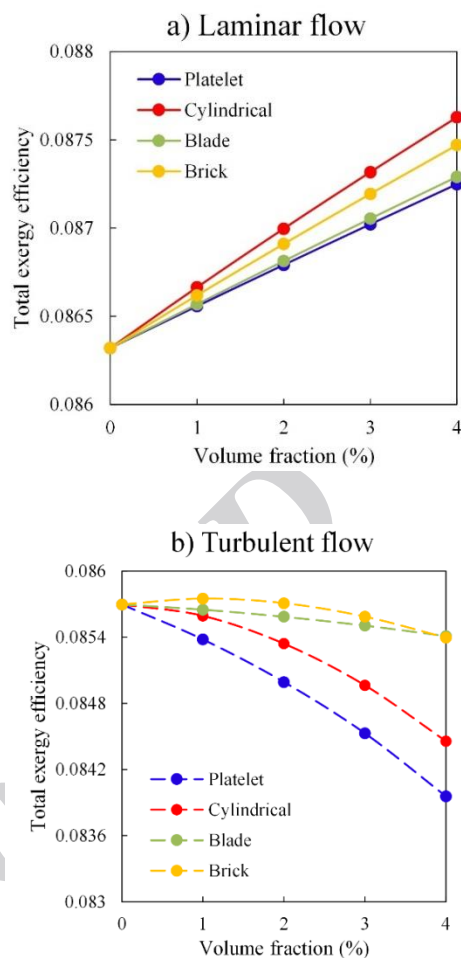 a) Laminar flow
0.088
0.0875
0.087
0.0865
0.086
Total exergy efficiency
Platelet
Cylindrical
Blade
Brick
0 1 2 3 4
Volume fraction (%)
b) Turbulent flow
0.086
0.0854
0.0848
0.0842
0.0836
0.083
Total exergy efficiency
Platelet
Cylindrical
Blade
Brick
0 1 2 3 4
Volume fraction (%)